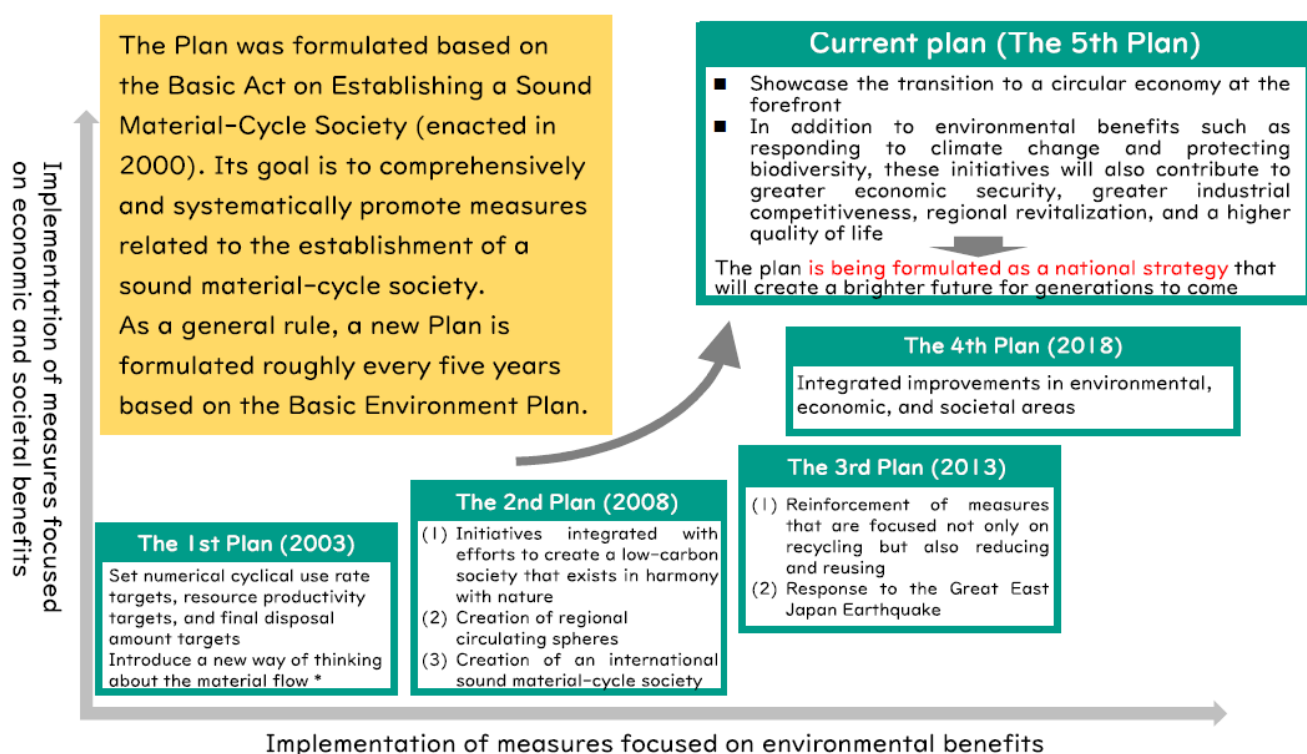 The Plan was formulated based on
the Basic Act on Establishing a Sound
Material-Cycle Society (enacted in
2000). Its goal is to comprehensively
and systematically promote measures
related to the establishment of a
sound material-cycle society.
As a general rule, a new Plan is
formulated roughly every five years
based on the Basic Environment Plan.
Current plan (The 5th Plan)
■ Showcase the transition to a circular economy at the
forefront
■ In addition to environmental benefits such as
responding to climate change and protecting
biodiversity, these initiatives will also contribute to
greater economic security, greater industrial
competitiveness, regional revitalization, and a higher
quality of life
The plan is being formulated as a national strategy that
will create a brighter future for generations to come
The 4th Plan (2018)
Integrated improvements in environmental,
economic, and societal areas
The 3rd Plan (2013)
(1) Reinforcement of measures
that are focused not only on
recycling but also reducing
and reusing
(2) Response to the Great East
Japan Earthquake
The 2nd Plan (2008)
(1) Initiatives integrated with
efforts to create a low-carbon
society that exists in harmony
with nature
(2) Creation of regional
circulating spheres
(3) Creation of an international
sound material-cycle society
The 1st Plan (2003)
Set numerical cyclical use rate
targets, resource productivity
targets, and final disposal
amount targets
Introduce a new way of thinking
about the material flow *
Implementation of measures focused
on economic and societal benefits
Implementation of measures focused on environmental benefits